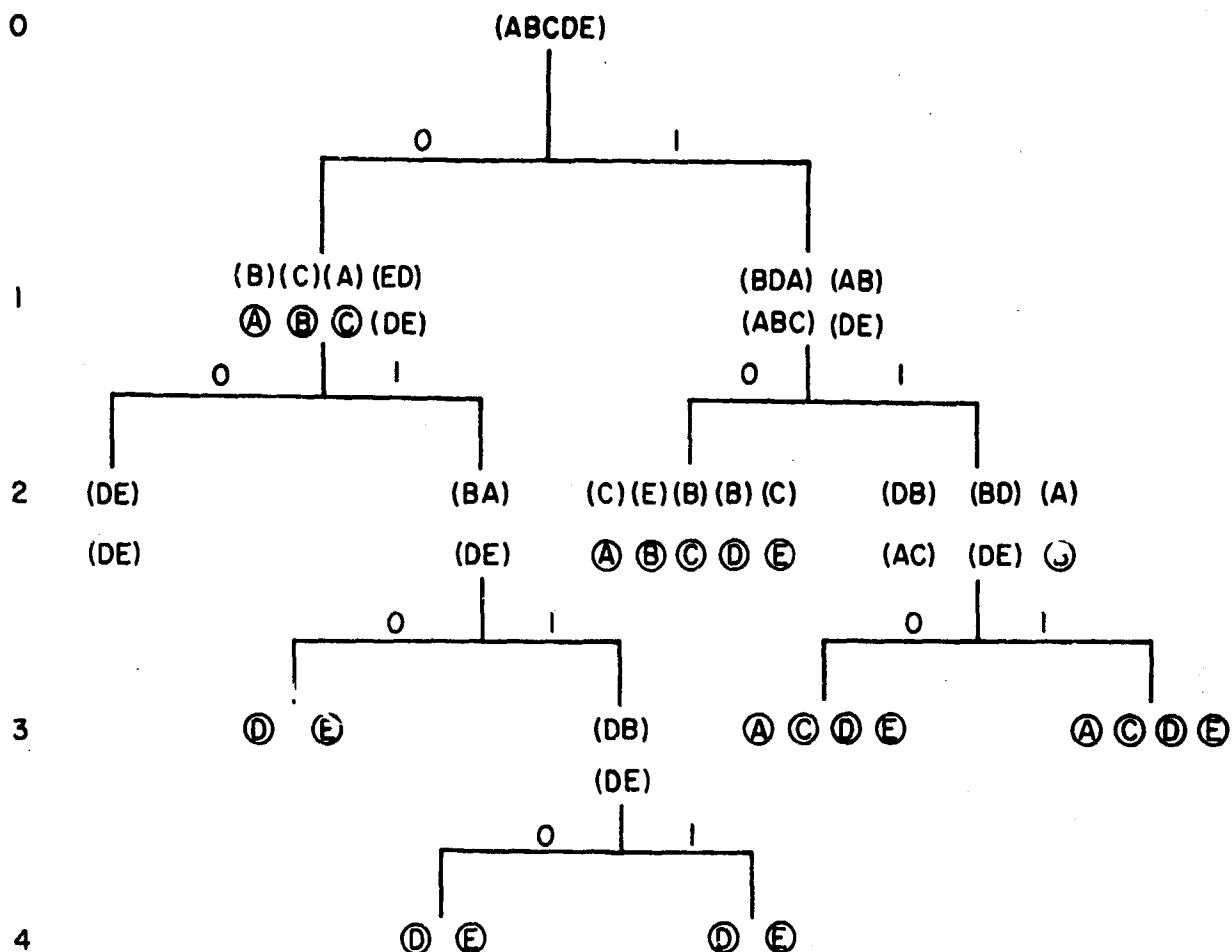 0 (ABCDE)
0 1
(B)(C)(A)(ED) (BDA) (AB)
1
Ⓐ Ⓑ Ⓒ (DE) (ABC) (DE)
0 1 0 1
2 (DE) (BA) (C)(E)(B)(B)(C) (DB) (BD) (A)
(DE) (DE) Ⓐ Ⓑ Ⓒ Ⓓ Ⓔ (AC) (DE)
0 1 0 1
3 Ⓓ Ⓔ (DB) Ⓐ Ⓒ Ⓓ Ⓔ Ⓐ Ⓒ Ⓓ Ⓔ
(DE)
0 1
4 Ⓓ Ⓔ Ⓓ Ⓔ